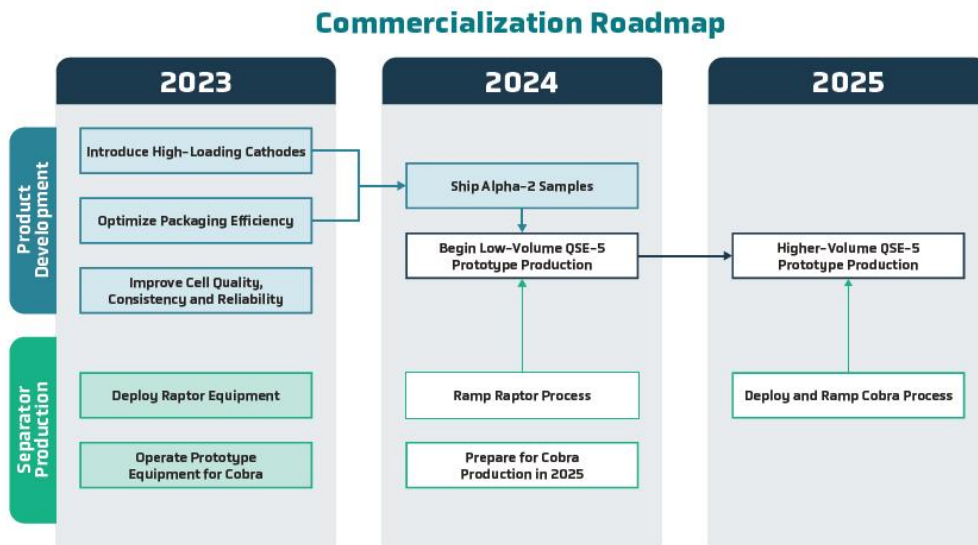 Commercialization Roadmap
2023
2024
2025
Product
Development
Introduce High-Loading Cathodes
Optimize Packaging Efficiency
Improve Cell Quality,
Consistency and Reliability
Ship Alpha-2 Samples
Begin Low-Volume QSE-5
Prototype Production
Higher-Volume QSE-5
Prototype Production
Separator
Production
Deploy Raptor Equipment
Operate Prototype
Equipment for Cobra
Ramp Raptor Process
Prepare for Cobra
Production in 2025
Deploy and Ramp Cobra Process